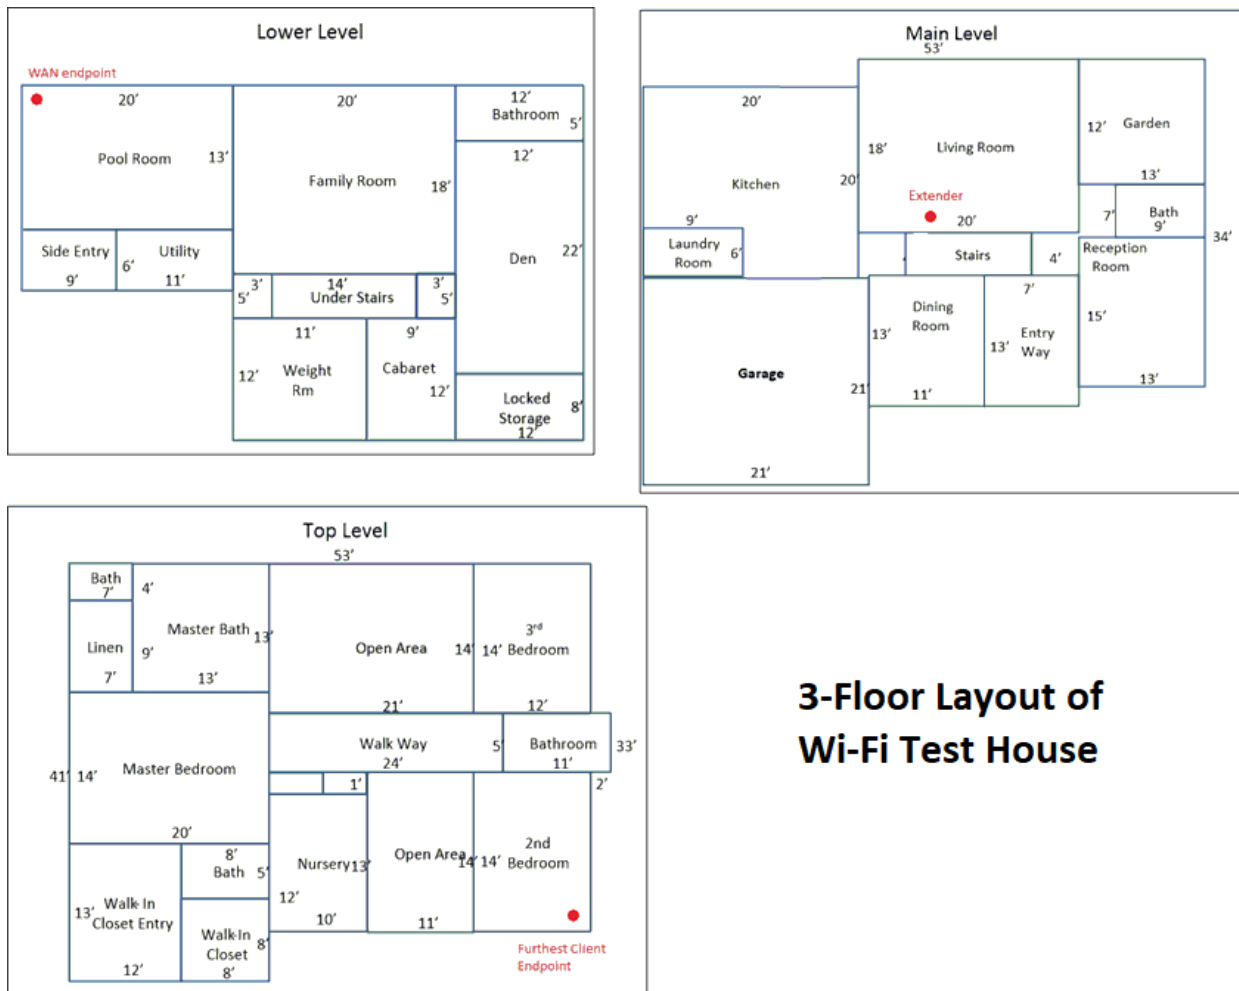 Lower Level
WAN endpoint
20’
20’
12’
Bathroom
5’
Pool Room
13’
Family Room
18’
12’
Side Entry
9’
6’
Utility
11’
22’
Den
3’
5’
14’
Under Stairs
3’
5’
11’
12’
Weight
Rm
9’
Cabaret
12’
Locked
Storage
8’
12’
Main Level
53’
20’
Kitchen
20’
18’
Living Room
Extender
20’
12’
Garden
13’
9’
Laundry
Room
6’
7’
Bath
9’
34’
Stairs
4’
Reception
Room
7’
Dining
Room
13’
11’
13’
Entry
Way
15’
13’
Garage
21’
21’
Top Level
53’
Bath
7’
4’
Linen
9’
7’
Master Bath
13’
13’
Open Area
14’
21’
14’
3rd
Bedroom
12’
Walk Way
5’
24’
Bathroom
11’
33’
41’
14’
Master Bedroom
20’
1’
2’
Nursery
13’
12’
10’
Open Area
14’
11’
14’
2nd
Bedroom
8’
Bath
5’
13’
Walk-In
Closet Entry
12’
Walk-In
Closet
8’
8’
Furthest Client
Endpoint
3-Floor Layout of
Wi-Fi Test House